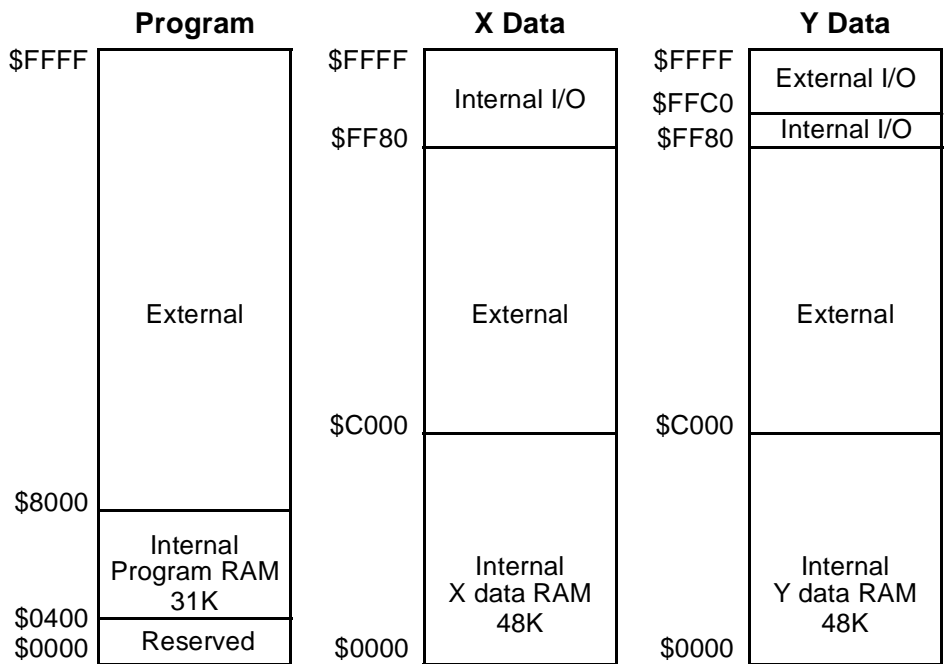 Program
$FFFF
External
$8000
Internal
Program RAM
31K
$0400
Reserved
$0000
X Data
$FFFF
Internal I/O
$FF80
External
$C000
Internal
X data RAM
48K
$0000
Y Data
$FFFF
External I/O
$FFC0
Internal I/O
$FF80
External
$C000
Internal
Y data RAM
48K
$0000